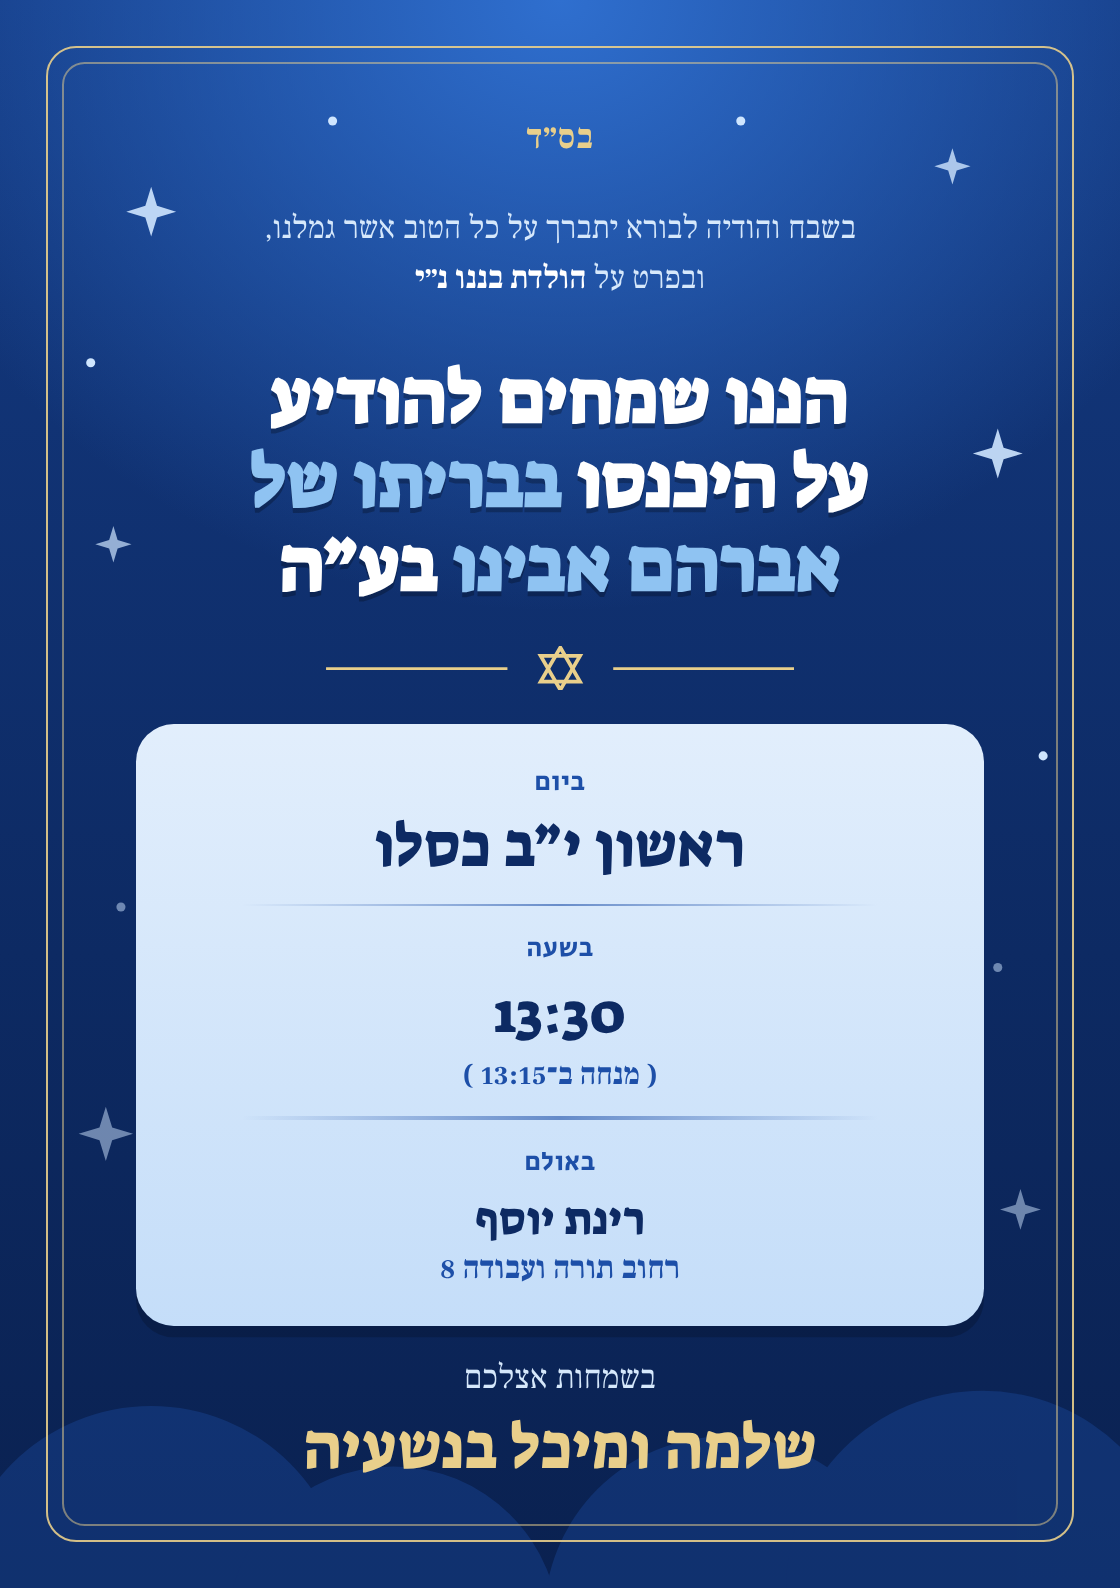 בס״ד
בשבח והודיה לבורא יתברך על כל הטוב אשר גמלנו,
ובפרט על הולדת בננו נ״י
הננו שמחים להודיע
על היכנסו בבריתו של
אברהם אבינו בע״ה
ביום
ראשון י״ב כסלו
בשעה
13:30
( מנחה ב־13:15 )
באולם
רינת יוסף
רחוב תורה ועבודה 8
בשמחות אצלכם
שלמה ומיכל בנשעיה